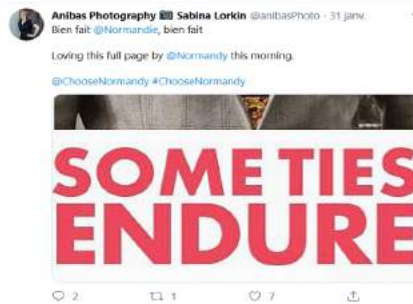 Anibas Photography 📷 Sabina Lorkin @anibasPhoto · 31 janv.
Bien fait @Normandie, bien fait
Loving this full page by @Normandy this morning.
@ChooseNormandy #ChooseNormandy
SOME TIES
ENDURE
2 1 7